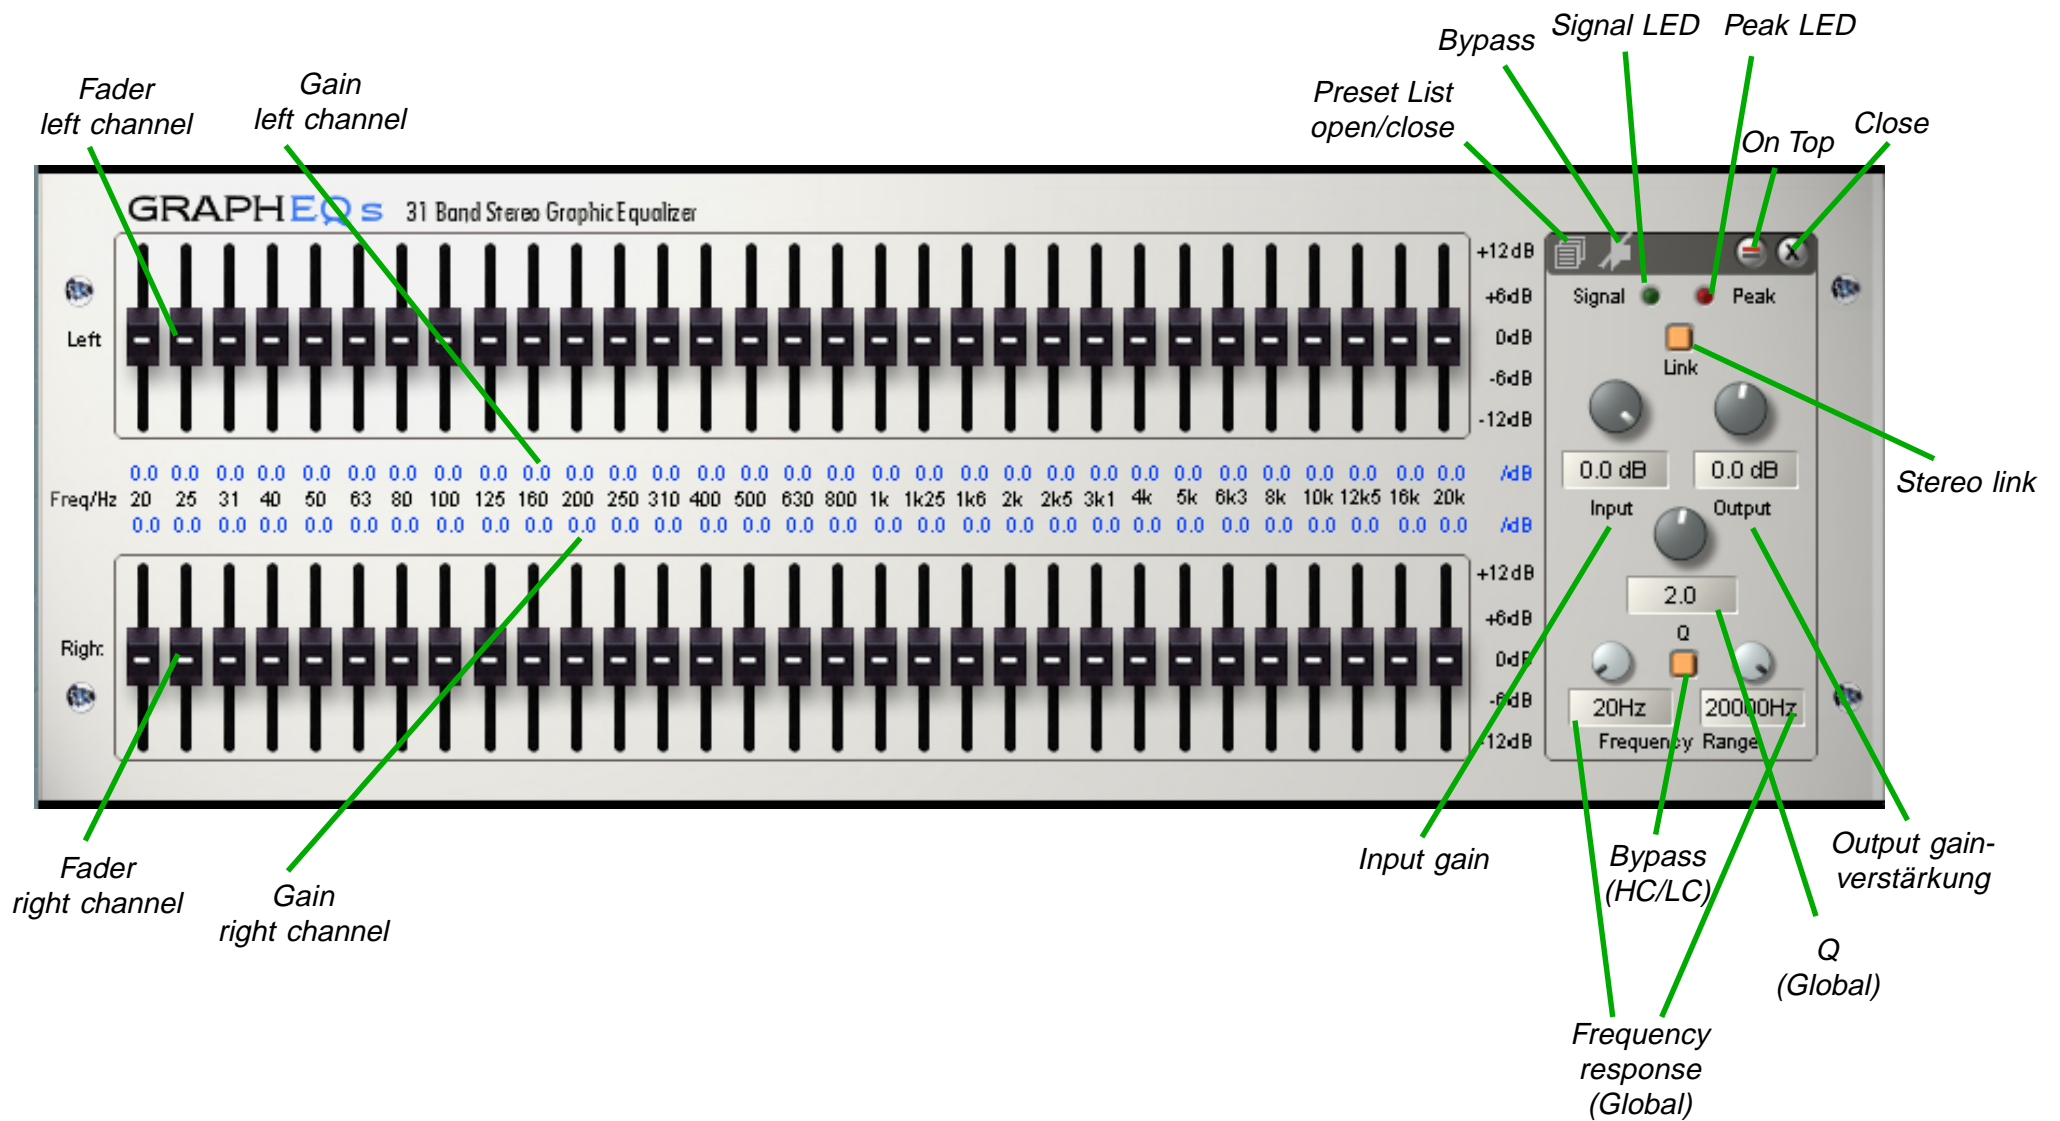 Signal LED Peak LED
Bypass
Fader
left channel
Gain
left channel
Preset List
open/close
On Top
Close
GRAPHEQ s 31 Band Stereo Graphic Equalizer
Left
+12dB
+6dB
0dB
-6dB
-12dB
Signal
Peak
Link
0.0 dB
0.0 dB
Input
Output
Stereo link
0.0 0.0 0.0 0.0 0.0 0.0 0.0 0.0 0.0 0.0 0.0 0.0 0.0 0.0 0.0 0.0 0.0 0.0 0.0 0.0 0.0 0.0 0.0 0.0 0.0 0.0 0.0 0.0 0.0 0.0 0.0 /dB
Freq/Hz 20 25 31 40 50 63 80 100 125 160 200 250 310 400 500 630 800 1k 1k25 1k6 2k 2k5 3k1 4k 5k 6k3 8k 10k 12k5 16k 20k
0.0 0.0 0.0 0.0 0.0 0.0 0.0 0.0 0.0 0.0 0.0 0.0 0.0 0.0 0.0 0.0 0.0 0.0 0.0 0.0 0.0 0.0 0.0 0.0 0.0 0.0 0.0 0.0 0.0 0.0 0.0 /dB
Right
+12dB
+6dB
0dB
-6dB
-12dB
2.0
Q
20Hz
20000Hz
Frequency Range
Fader
right channel
Gain
right channel
Input gain
Bypass
(HC/LC)
Output gain-
verstärkung
Q
(Global)
Frequency
response
(Global)